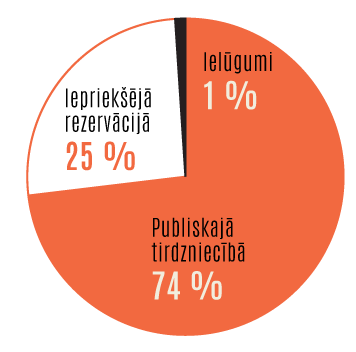 Ielūgumi
1 %
Iepriekšējā
rezervācijā
25 %
Publiskajā
tirdzniecībā
74 %